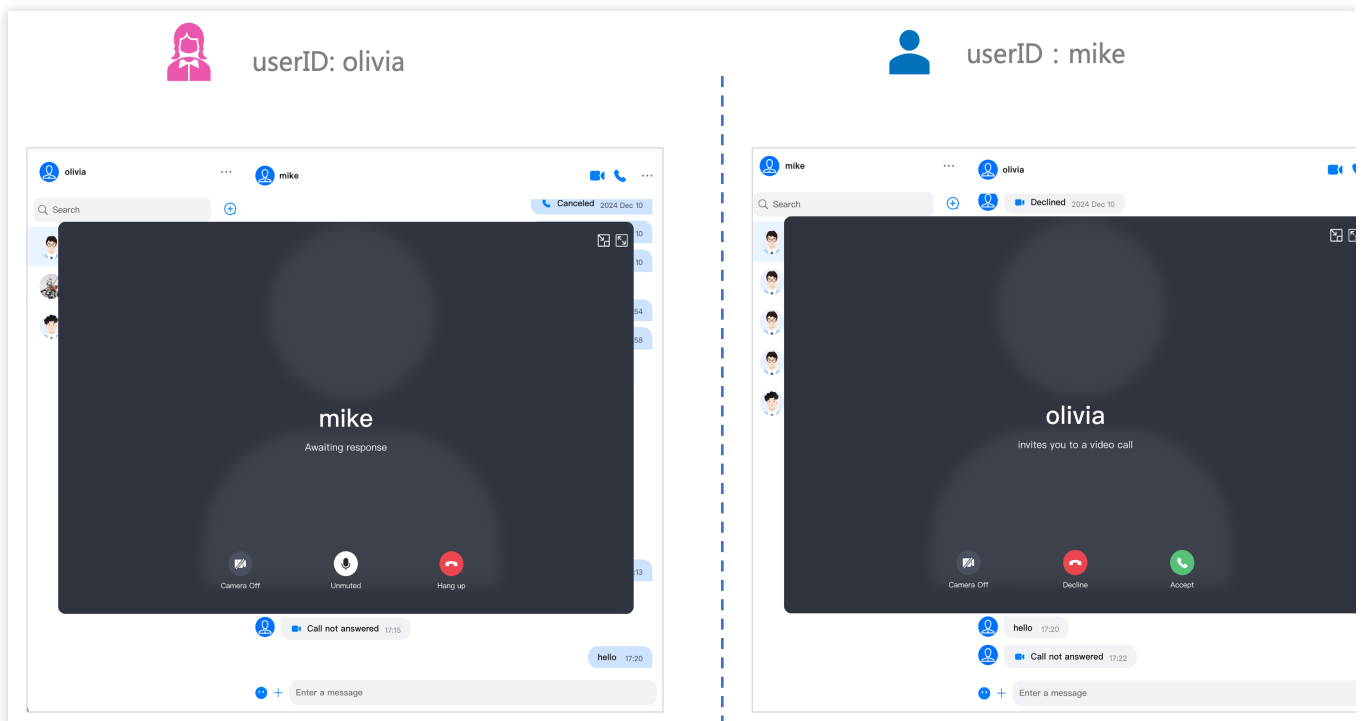 userID: olivia
olivia
mike
Search
Canceled 2024 Dec 10
10
10
54
58
mike
Awaiting response
Camera Off
Unmuted
Hang up
:13
Call not answered 17:15
hello 17:20
Enter a message
userID : mike
mike
olivia
Search
Declined 2024 Dec 10
olivia
invites you to a video call
Camera Off
Decline
Accept
hello 17:20
Call not answered 17:22
Enter a message